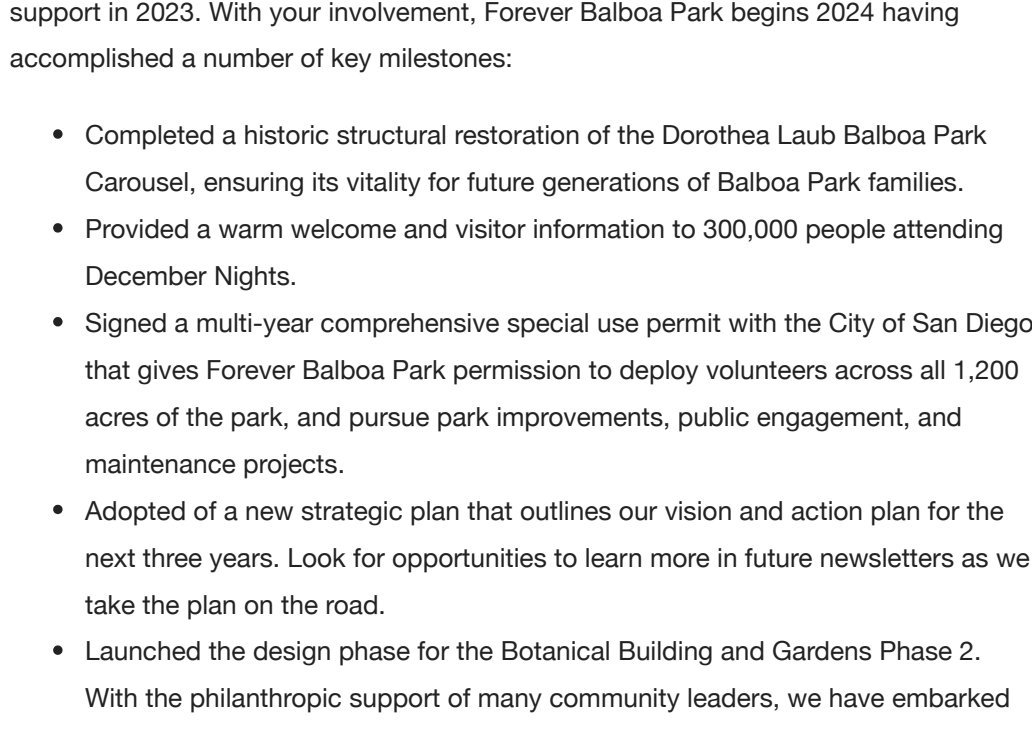 support in 2023. With your involvement, Forever Balboa Park begins 2024 having
accomplished a number of key milestones:
• Completed a historic structural restoration of the Dorothea Laub Balboa Park
Carousel, ensuring its vitality for future generations of Balboa Park families.
• Provided a warm welcome and visitor information to 300,000 people attending
December Nights.
• Signed a multi-year comprehensive special use permit with the City of San Diego
that gives Forever Balboa Park permission to deploy volunteers across all 1,200
acres of the park, and pursue park improvements, public engagement, and
maintenance projects.
• Adopted of a new strategic plan that outlines our vision and action plan for the
next three years. Look for opportunities to learn more in future newsletters as we
take the plan on the road.
• Launched the design phase for the Botanical Building and Gardens Phase 2.
With the philanthropic support of many community leaders, we have embarked